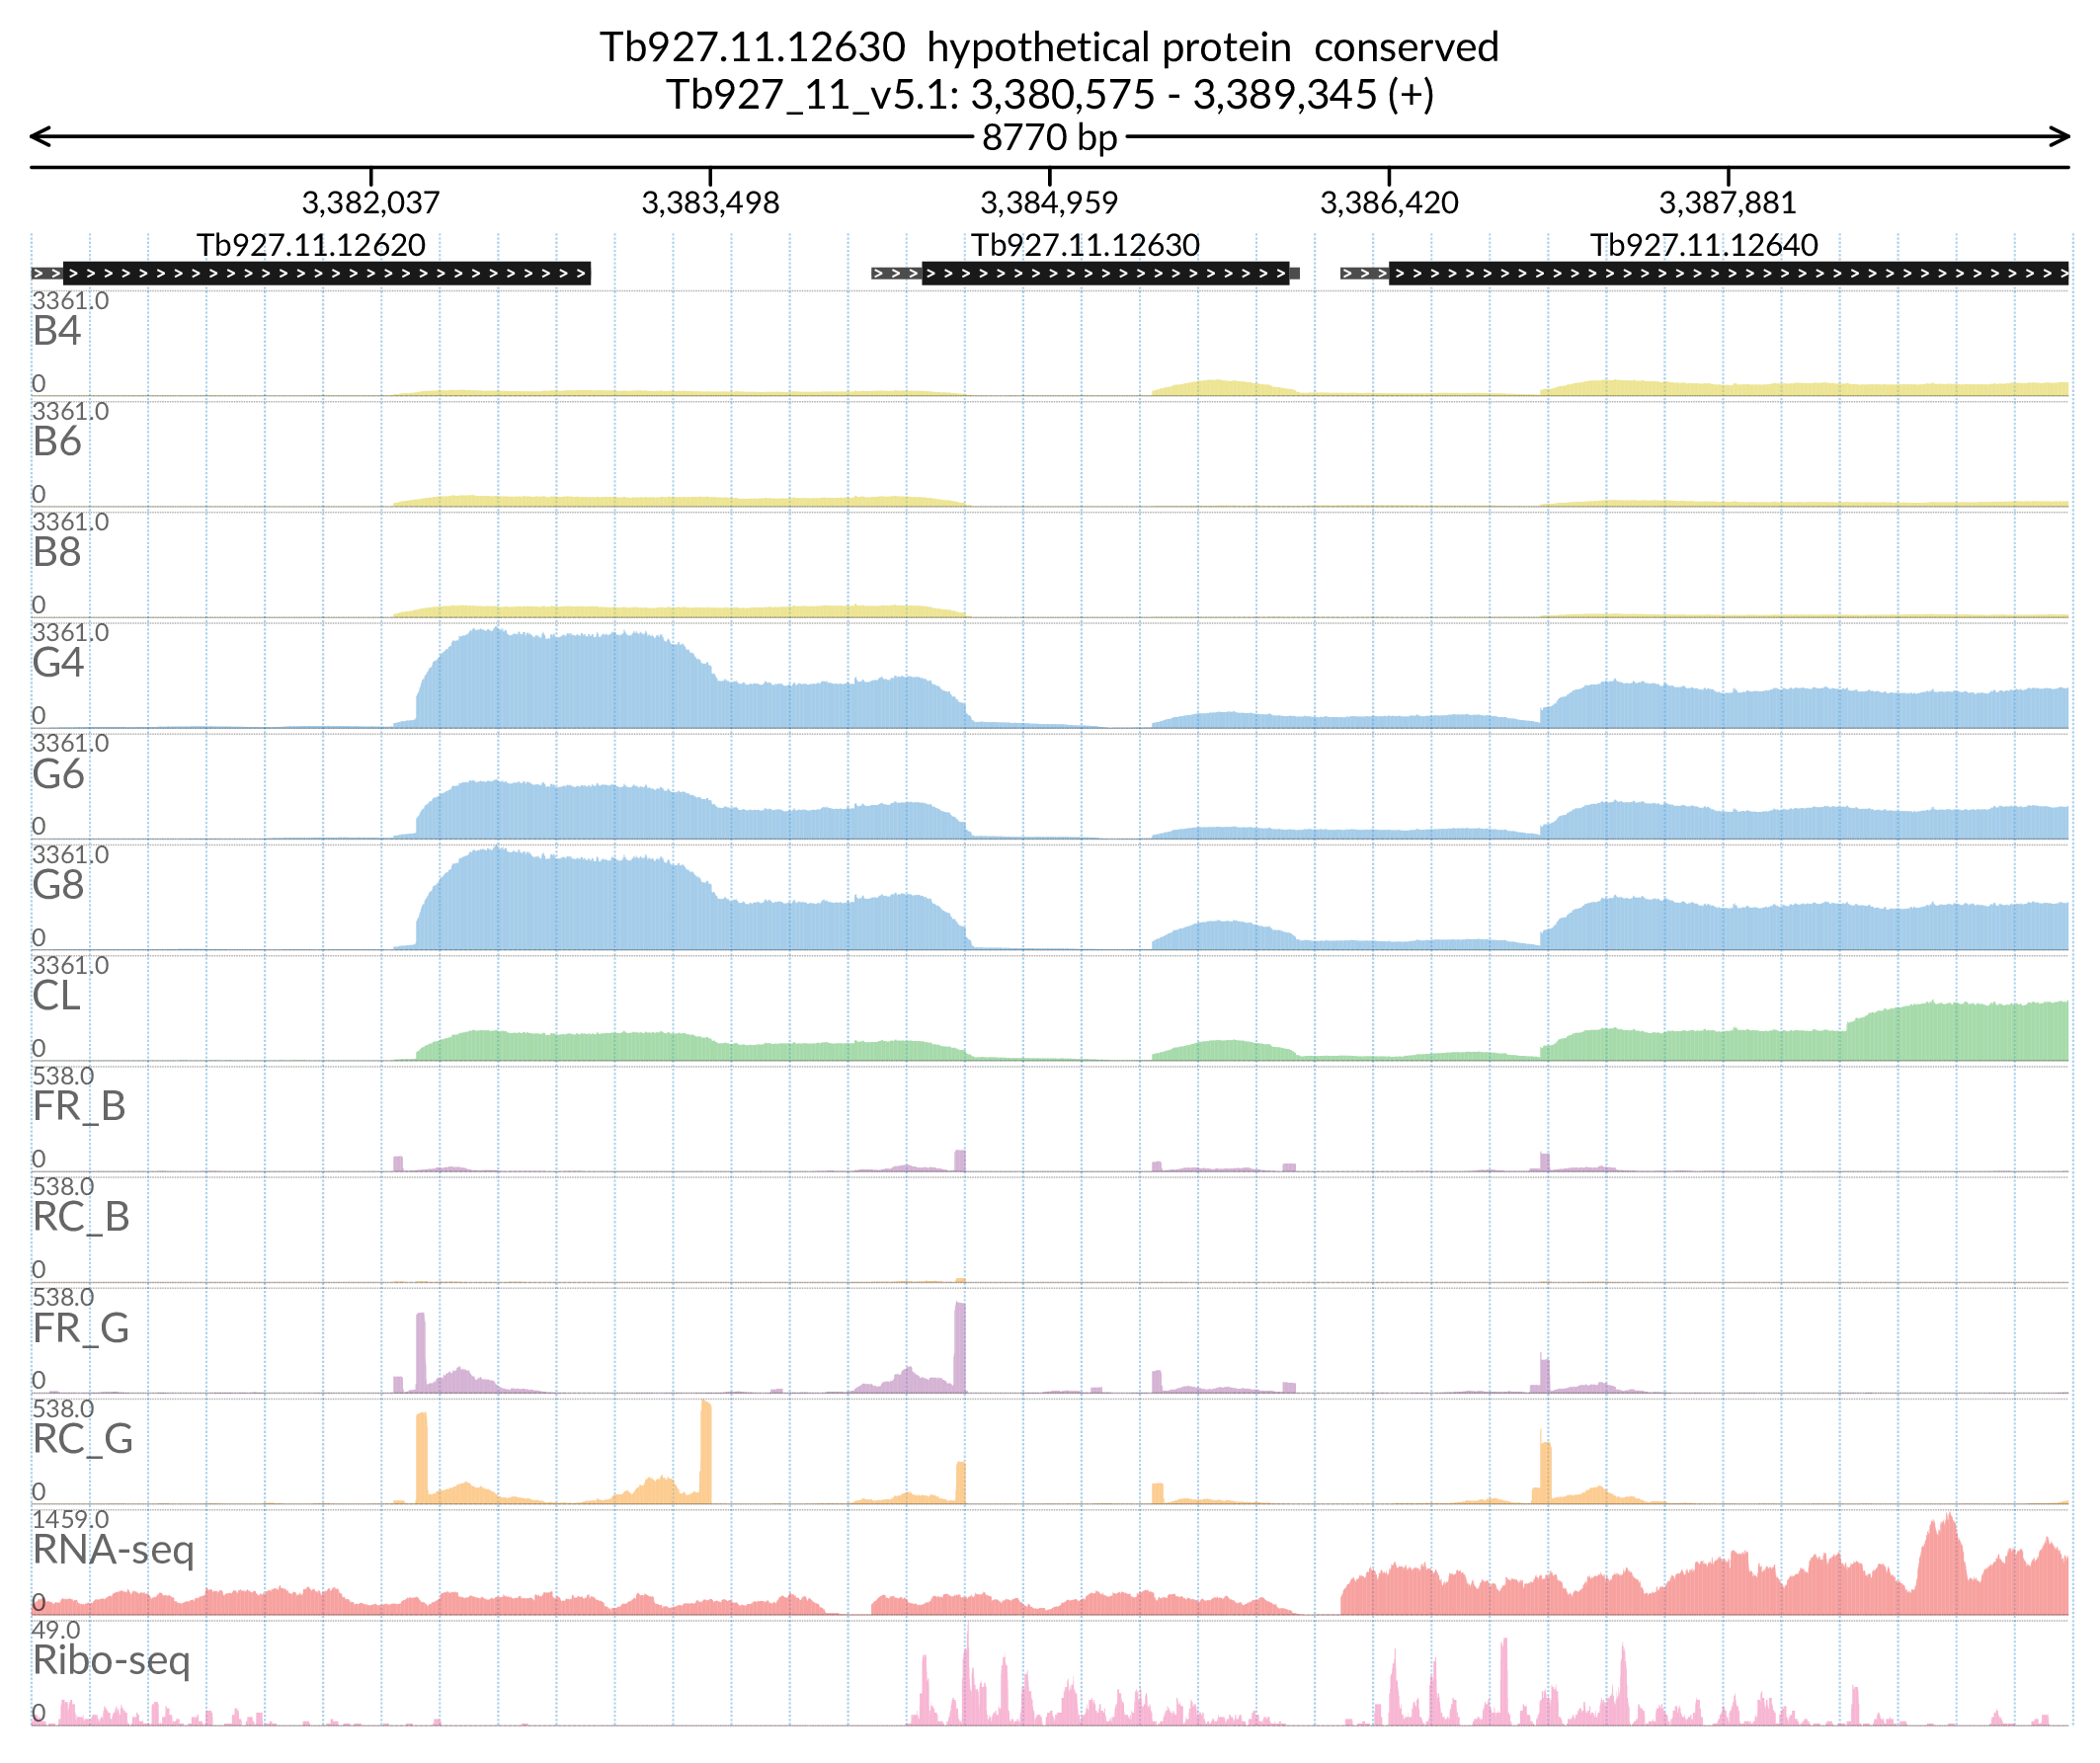 Tb927.11.12630 hypothetical protein conserved
Tb927_11_v5.1: 3,380,575 - 3,389,345 (+)
8770 bp
3,382,037 3,383,498 3,384,959 3,386,420 3,387,881
Tb927.11.12620 Tb927.11.12630 Tb927.11.12640
3361.0
B4
0
3361.0
B6
0
3361.0
B8
0
3361.0
G4
0
3361.0
G6
0
3361.0
G8
0
3361.0
CL
0
538.0
FR_B
0
538.0
RC_B
0
538.0
FR_G
0
538.0
RC_G
0
1459.0
RNA-seq
0
49.0
Ribo-seq
0